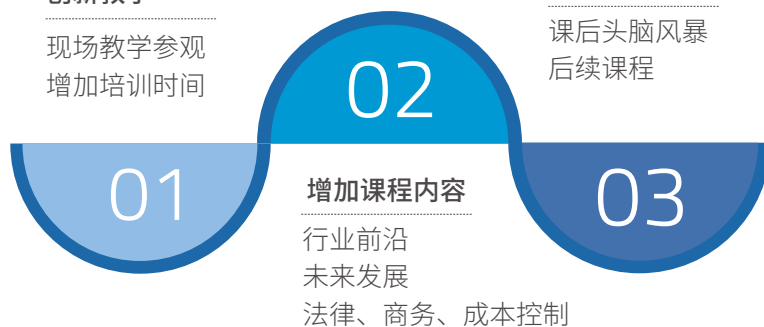 现场教学参观
增加培训时间
01
02
增加课程内容
行业前沿
未来发展
法律、商务、成本控制
课后头脑风暴
后续课程
03